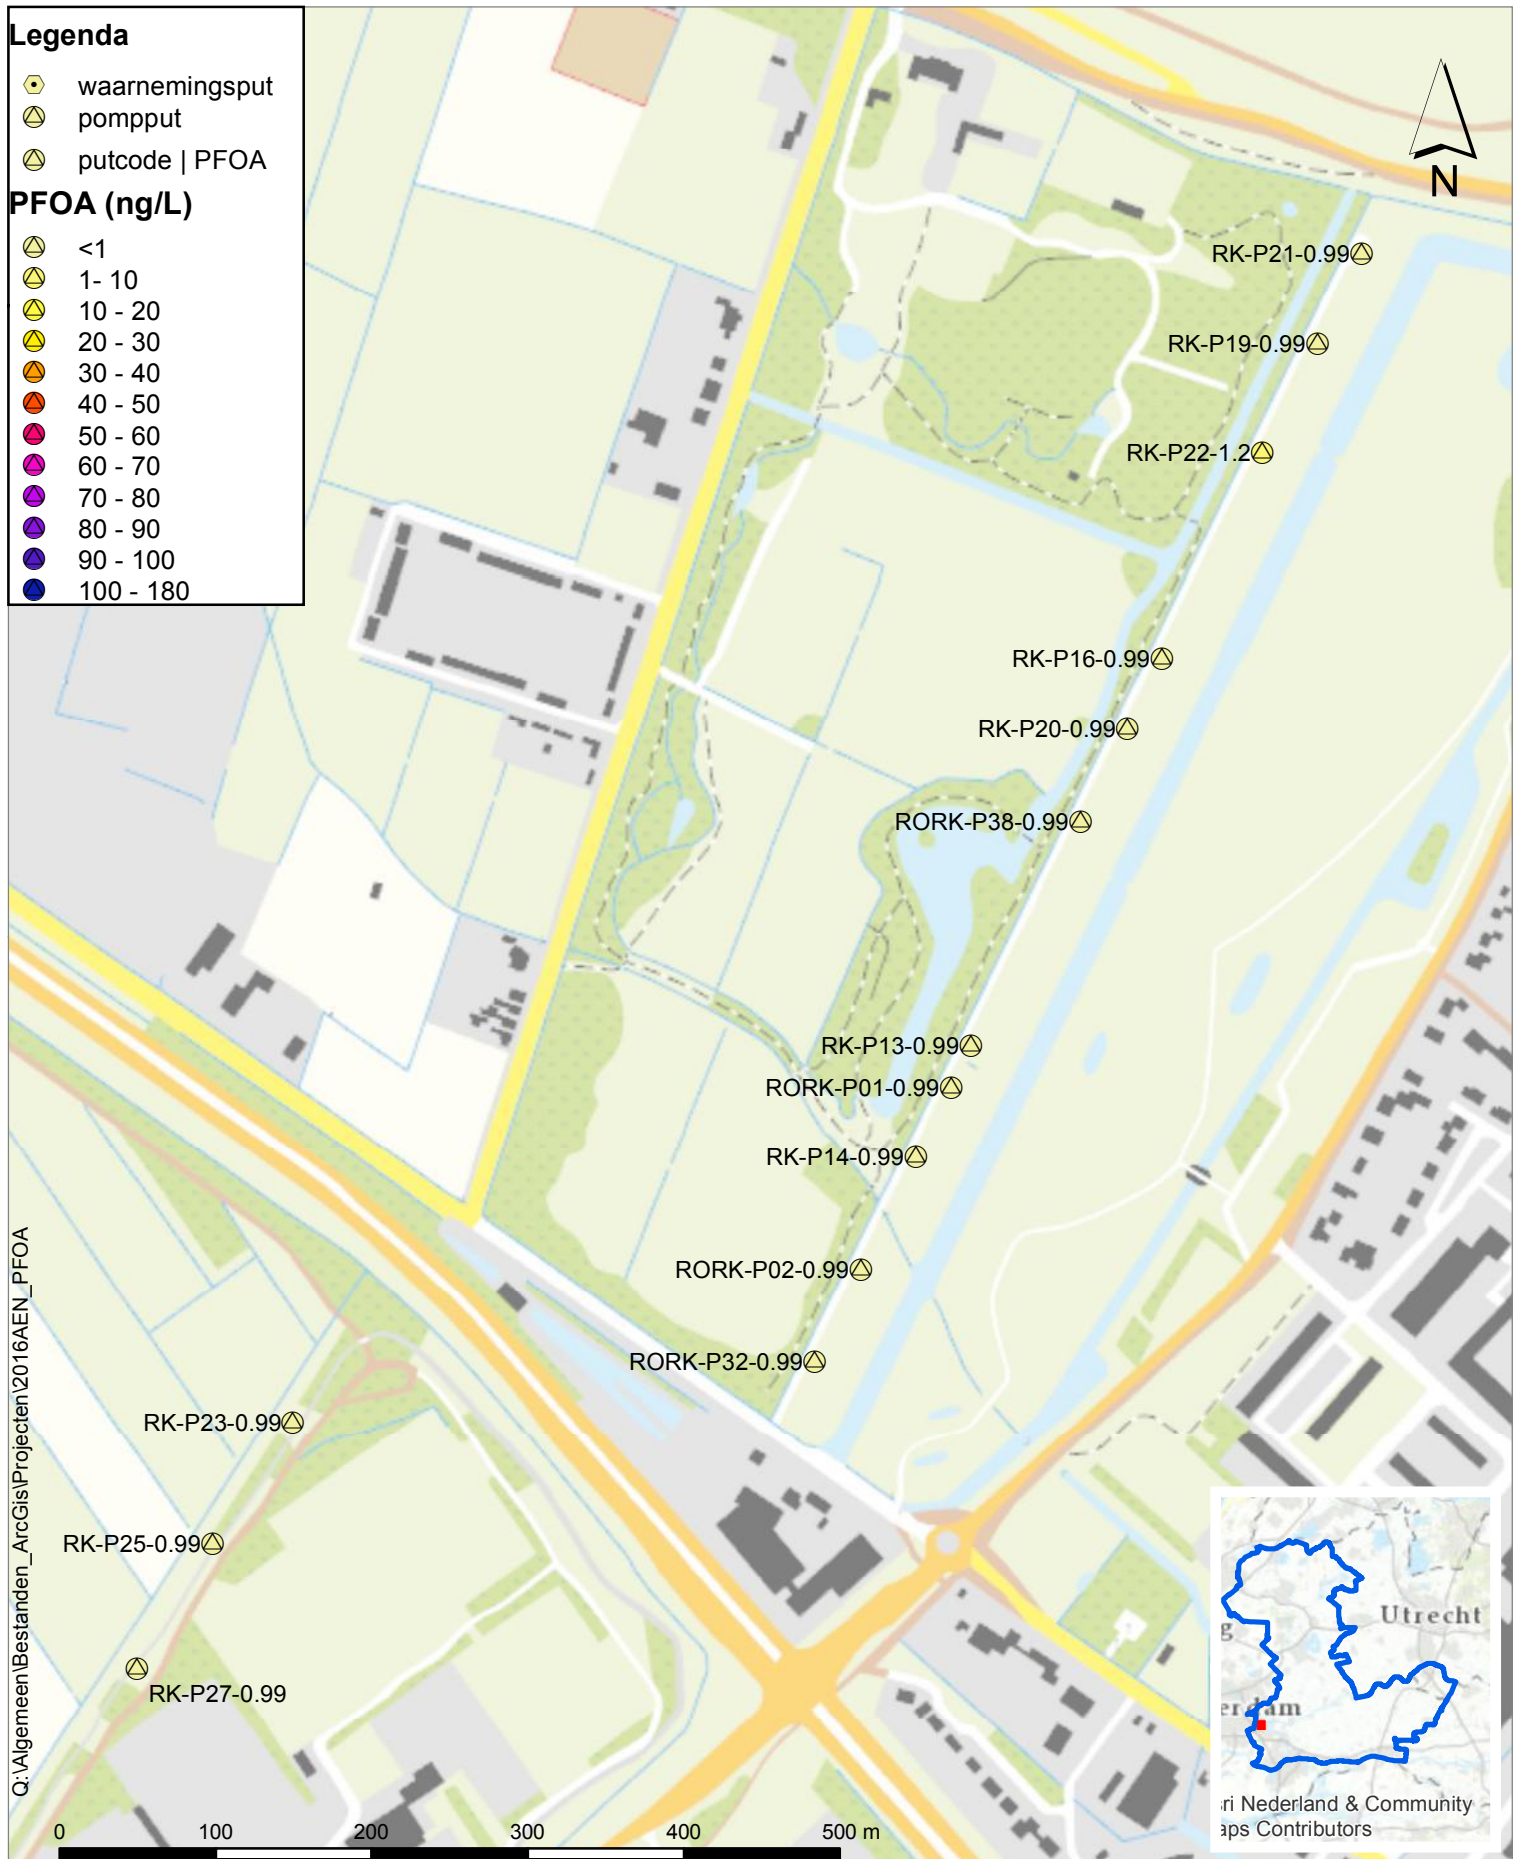 Legenda
waarnemingsput
pompput
putcode | PFOA
PFOA (ng/L)
<1
1- 10
10 - 20
20 - 30
30 - 40
40 - 50
50 - 60
60 - 70
70 - 80
80 - 90
90 - 100
100 - 180
N
RK-P21-0.99
RK-P19-0.99
RK-P22-1.2
RK-P16-0.99
RK-P20-0.99
RORK-P38-0.99
RK-P13-0.99
RORK-P01-0.99
RK-P14-0.99
RORK-P02-0.99
RORK-P32-0.99
RK-P23-0.99
RK-P25-0.99
RK-P27-0.99
Q:\Algemeen\Bestanden_ArcGis\Projecten\2016AEN_PFOA
0 100 200 300 400 500 m
Utrecht
g
erdam
sri Nederland & Community
aps Contributors